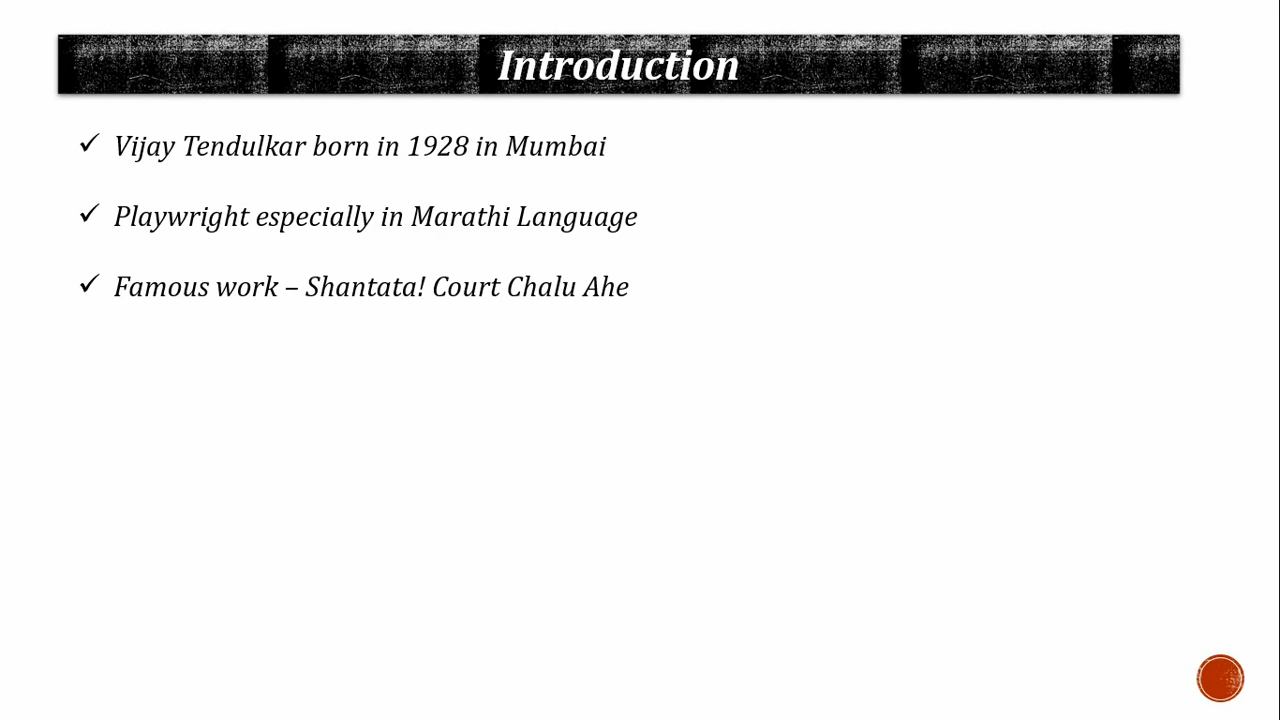 Introduction
✓ Vijay Tendulkar born in 1928 in Mumbai
✓ Playwright especially in Marathi Language
✓ Famous work – Shantata! Court Chalu Ahe